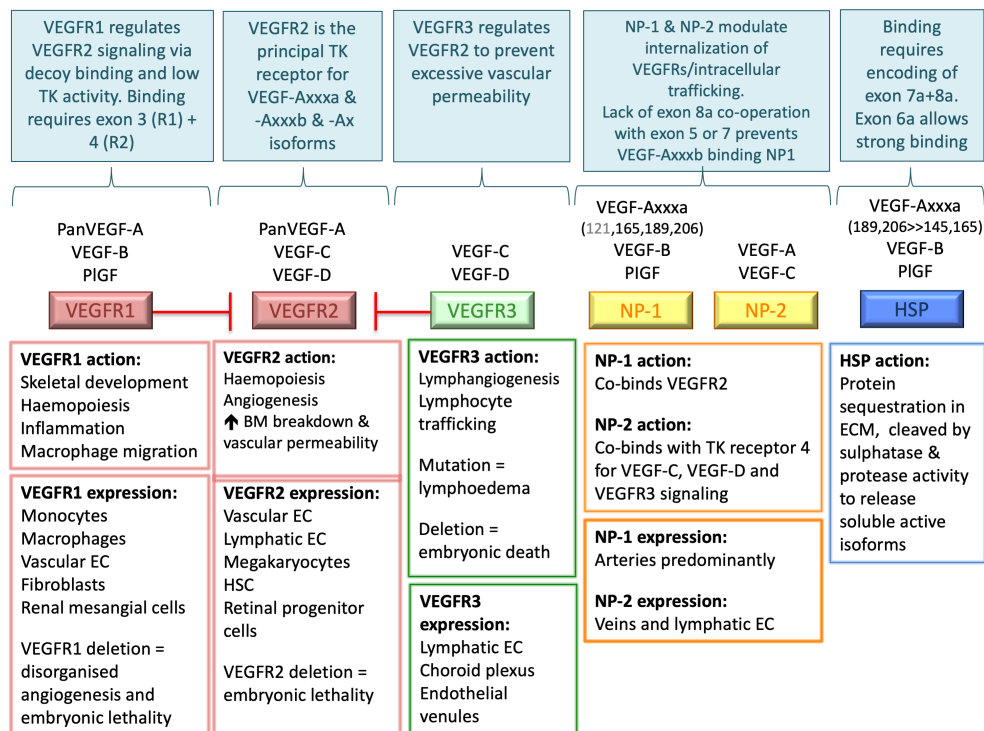 VEGFR1 regulates
VEGFR2 signaling via
decoy binding and low
TK activity. Binding
requires exon 3 (R1) +
4 (R2)
VEGFR2 is the
principal TK
receptor for
VEGF-Axxxa &
-Axxxb & -Ax
isoforms
VEGFR3 regulates
VEGFR2 to prevent
excessive vascular
permeability
NP-1 & NP-2 modulate
internalization of
VEGFRs/intracellular
trafficking.
Lack of exon 8a co-operation
with exon 5 or 7 prevents
VEGF-Axxxb binding NP1
Binding
requires
encoding of
exon 7a+8a.
Exon 6a allows
strong binding
PanVEGF-A
VEGF-B
PlGF
PanVEGF-A
VEGF-C
VEGF-D
VEGF-C
VEGF-D
VEGF-Axxxa
(121,165,189,206)
VEGF-B
PlGF
VEGF-A
VEGF-C
VEGF-Axxxa
(189,206>>145,165)
VEGF-B
PlGF
VEGFR1
VEGFR2
VEGFR3
NP-1
NP-2
HSP
VEGFR1 action:
Skeletal development
Haemopoiesis
Inflammation
Macrophage migration
VEGFR1 expression:
Monocytes
Macrophages
Vascular EC
Fibroblasts
Renal mesangial cells
VEGFR1 deletion =
disorganised
angiogenesis and
embryonic lethality
VEGFR2 action:
Haemopoiesis
Angiogenesis
🡹 BM breakdown &
vascular permeability
VEGFR2 expression:
Vascular EC
Lymphatic EC
Megakaryocytes
HSC
Retinal progenitor
cells
VEGFR2 deletion =
embryonic lethality
VEGFR3 action:
Lymphangiogenesis
Lymphocyte
trafficking
Mutation =
lymphoedema
Deletion =
embryonic death
VEGFR3
expression:
Lymphatic EC
Choroid plexus
Endothelial
venules
NP-1 action:
Co-binds VEGFR2
NP-2 action:
Co-binds with TK receptor 4
for VEGF-C, VEGF-D and
VEGFR3 signaling
NP-1 expression:
Arteries predominantly
NP-2 expression:
Veins and lymphatic EC
HSP action:
Protein
sequestration in
ECM, cleaved by
sulphatase &
protease activity
to release
soluble active
isoforms